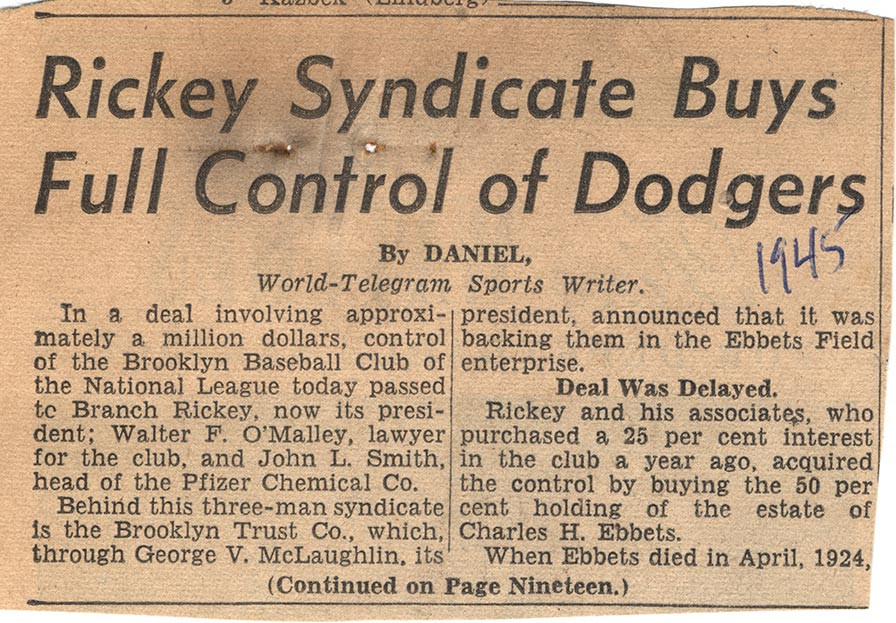 Kazbek (Lindberg)
Rickey Syndicate Buys
Full Control of Dodgers
1945
By DANIEL,
World-Telegram Sports Writer.
In a deal involving approxi-
mately a million dollars, control
of the Brooklyn Baseball Club of
the National League today passed
tc Branch Rickey, now its presi-
dent; Walter F. O'Malley, lawyer
for the club, and John L. Smith,
head of the Pfizer Chemical Co.
Behind this three-man syndicate
is the Brooklyn Trust Co., which,
through George V. McLaughlin, its
president, announced that it was
backing them in the Ebbets Field
enterprise.
Deal Was Delayed.
Rickey and his associates, who
purchased a 25 per cent interest
in the club a year ago, acquired
the control by buying the 50 per
cent holding of the estate of
Charles H. Ebbets.
When Ebbets died in April, 1924,
(Continued on Page Nineteen.)